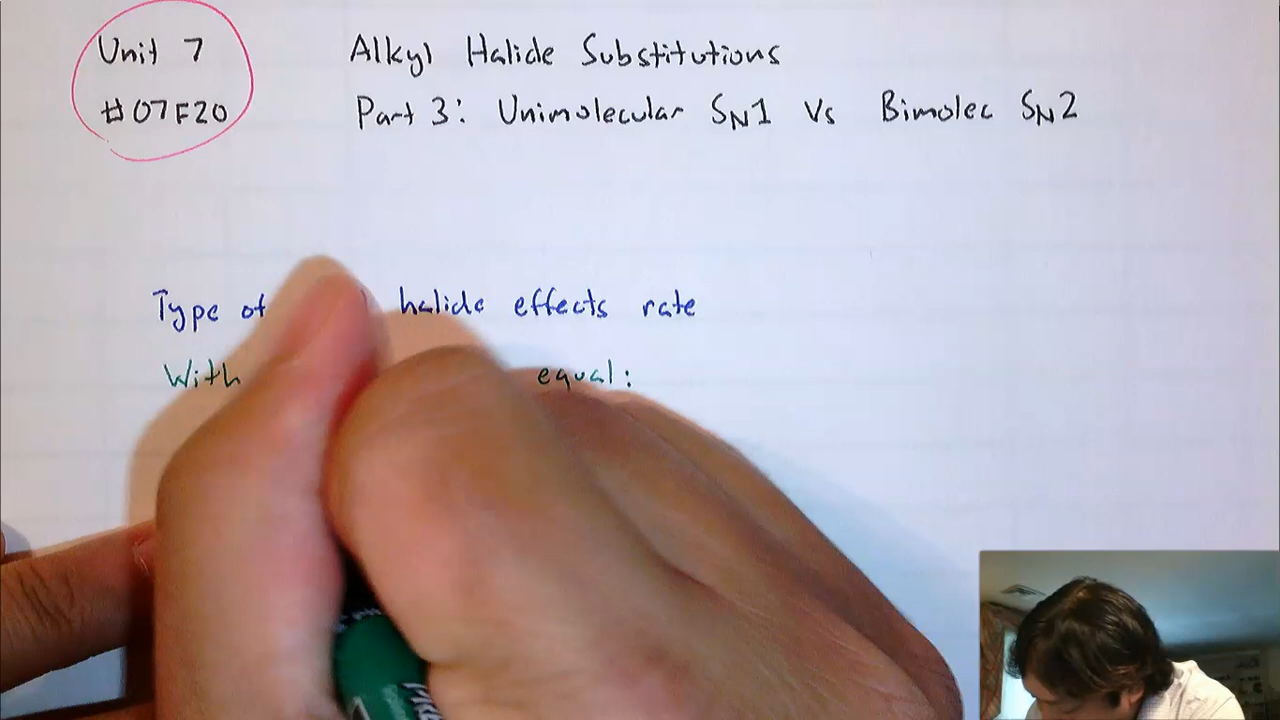 Unit 7 Alkyl Halide Substitutions
#07F20 Part 3: Unimolecular SN1 Vs Bimolec SN2
Type of halide effects rate
With equal: